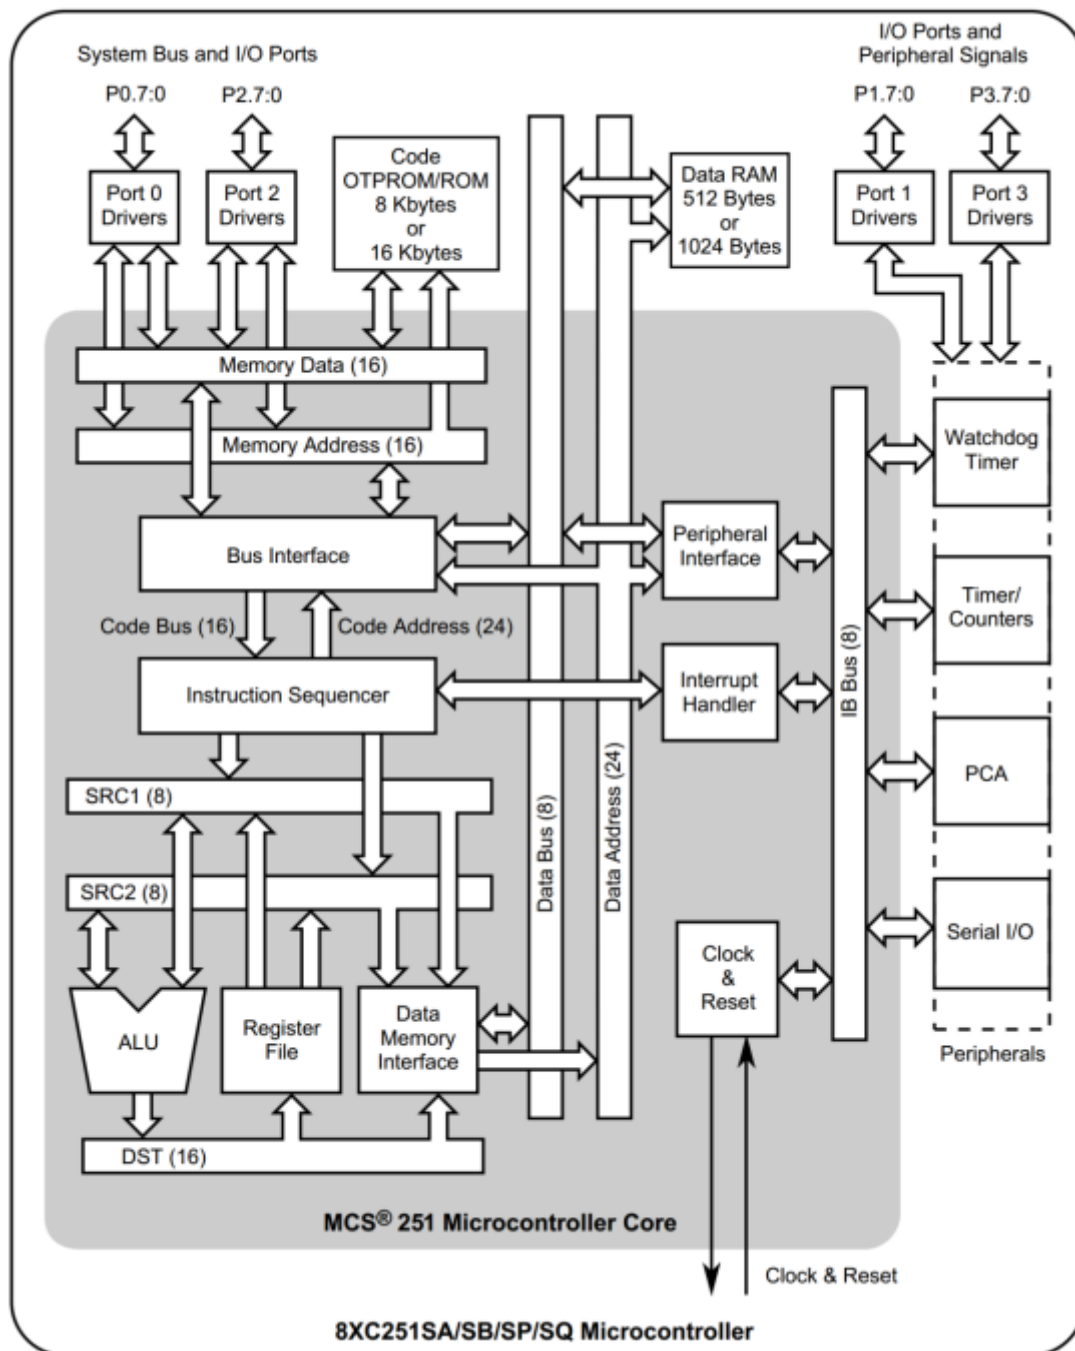 System Bus and I/O Ports
I/O Ports and
Peripheral Signals
P0.7:0
P2.7:0
P1.7:0
P3.7:0
Port 0
Drivers
Port 2
Drivers
Code
OTPROM/ROM
8 Kbytes
or
16 Kbytes
Data RAM
512 Bytes
or
1024 Bytes
Port 1
Drivers
Port 3
Drivers
Memory Data (16)
Memory Address (16)
Bus Interface
Peripheral
Interface
Watchdog
Timer
Code Bus (16)
Code Address (24)
Timer/
Counters
Instruction Sequencer
Interrupt
Handler
IB Bus (8)
SRC1 (8)
Data Bus (8)
Data Address (24)
PCA
SRC2 (8)
Serial I/O
Clock
&
Reset
ALU
Register
File
Data
Memory
Interface
Peripherals
DST (16)
MCS® 251 Microcontroller Core
Clock & Reset
8XC251SA/SB/SP/SQ Microcontroller